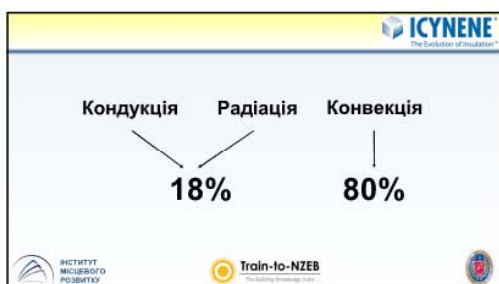 ICYNENE
The Evolution of Insulation
Кондукція Радіація Конвекція
18% 80%
ІНСТИТУТ
МІСЦЕВОГО
РОЗВИТКУ
Train-to-NZEB
The Building Knowledge Hubs